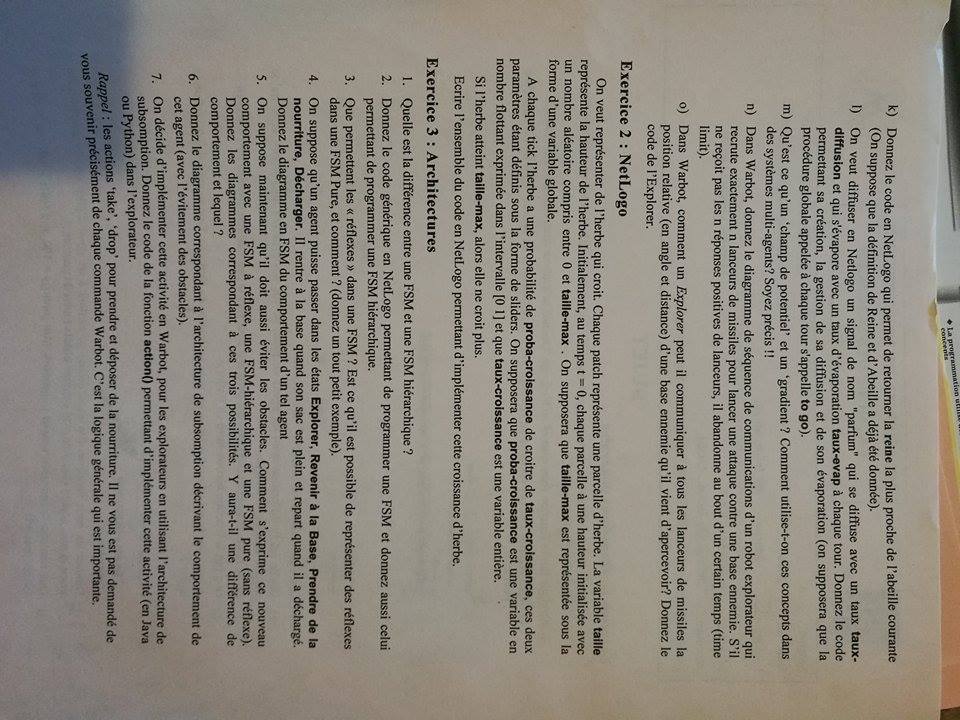 ♦ La programmation utilise
concepts
k) Donnez le code en NetLogo qui permet de retourner la reine la plus proche de l'abeille courante
(On suppose que la définition de Reine et d'Abeille a déjà été donnée).
l) On veut diffuser en Netlogo un signal de nom "parfum" qui se diffuse avec un taux taux-
diffusion et qui s'évapore avec un taux d'évaporation taux-evap à chaque tour. Donnez le code
permettant sa création, la gestion de sa diffusion et de son évaporation (on supposera que la
procédure globale appelée à chaque tour s'appelle to go).
m) Qu'est ce qu'un 'champ de potentiel' et un 'gradient ? Comment utilise-t-on ces concepts dans
des systèmes multi-agents? Soyez précis !!
n) Dans Warbot, donnez le diagramme de séquence de communications d'un robot explorateur qui
recrute exactement n lanceurs de missiles pour lancer une attaque contre une base ennemie. S'il
ne reçoit pas les n réponses positives de lanceurs, il abandonne au bout d'un certain temps (time
limit).
o) Dans Warbot, comment un Explorer peut il communiquer à tous les lanceurs de missiles la
position relative (en angle et distance) d'une base ennemie qu'il vient d'apercevoir? Donnez le
code de l'Explorer.
Exercice 2 : NetLogo
On veut représenter de l'herbe qui croit. Chaque patch représente une parcelle d'herbe. La variable taille
représente la hauteur de l'herbe. Initialement, au temps t = 0, chaque parcelle à une hauteur initialisée avec
un nombre aléatoire compris entre 0 et taille-max . On supposera que taille-max est représentée sous la
forme d'une variable globale.
A chaque tick l'herbe a une probabilité de proba-croissance de croitre de taux-croissance, ces deux
paramètres étant définis sous la forme de sliders. On supposera que proba-croissance est une variable en
nombre flottant exprimée dans l'intervalle [0 1] et que taux-croissance est une variable entière.
Si l'herbe atteint taille-max, alors elle ne croit plus.
Ecrire l'ensemble du code en NetLogo permettant d'implémenter cette croissance d'herbe.
Exercice 3 : Architectures
1. Quelle est la différence entre une FSM et une FSM hiérarchique ?
2. Donnez le code générique en NetLogo permettant de programmer une FSM et donnez aussi celui
permettant de programmer une FSM hiérarchique.
3. Que permettent les « réflexes » dans une FSM ? Est ce qu'il est possible de représenter des réflexes
dans une FSM Pure, et comment ? (donnez un tout petit exemple).
4. On suppose qu'un agent puisse passer dans les états Explorer, Revenir à la Base, Prendre de la
nourriture, Décharger. Il rentre à la base quand son sac est plein et repart quand il a déchargé.
Donnez le diagramme en FSM du comportement d'un tel agent
5. On suppose maintenant qu'il doit aussi éviter les obstacles. Comment s'exprime ce nouveau
comportement avec une FSM à réflexe, une FSM-hiérarchique et une FSM pure (sans réflexe).
Donnez les diagrammes correspondant à ces trois possibilités. Y aura-t-il une différence de
comportement et lequel ?
6. Donnez le diagramme correspondant à l'architecture de subsomption décrivant le comportement de
cet agent (avec l'évitement des obstacles).
7. On décide d'implémenter cette activité en Warbot, pour les explorateurs en utilisant l'architecture de
subsomption. Donnez le code de la fonction action() permettant d'implémenter cette activité (en Java
ou Python) dans l'explorateur.
Rappel : les actions 'take', 'drop' pour prendre et déposer de la nourriture. Il ne vous est pas demandé de
vous souvenir précisément de chaque commande Warbot. C'est la logique générale qui est importante.